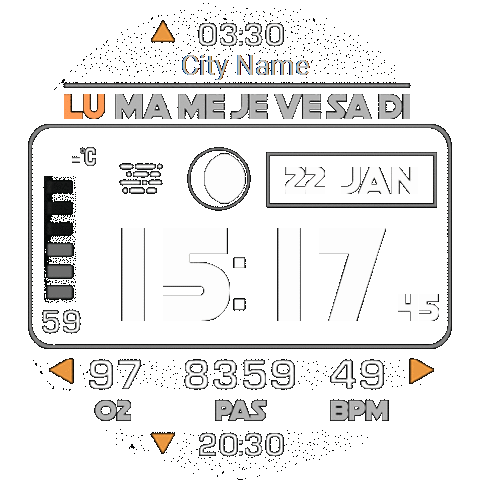 03:30
City Name
LU MA ME JE VE SA DI
°C
22 JAN
15:17
45
59
97 8359 49
OZ PAS BPM
20:30